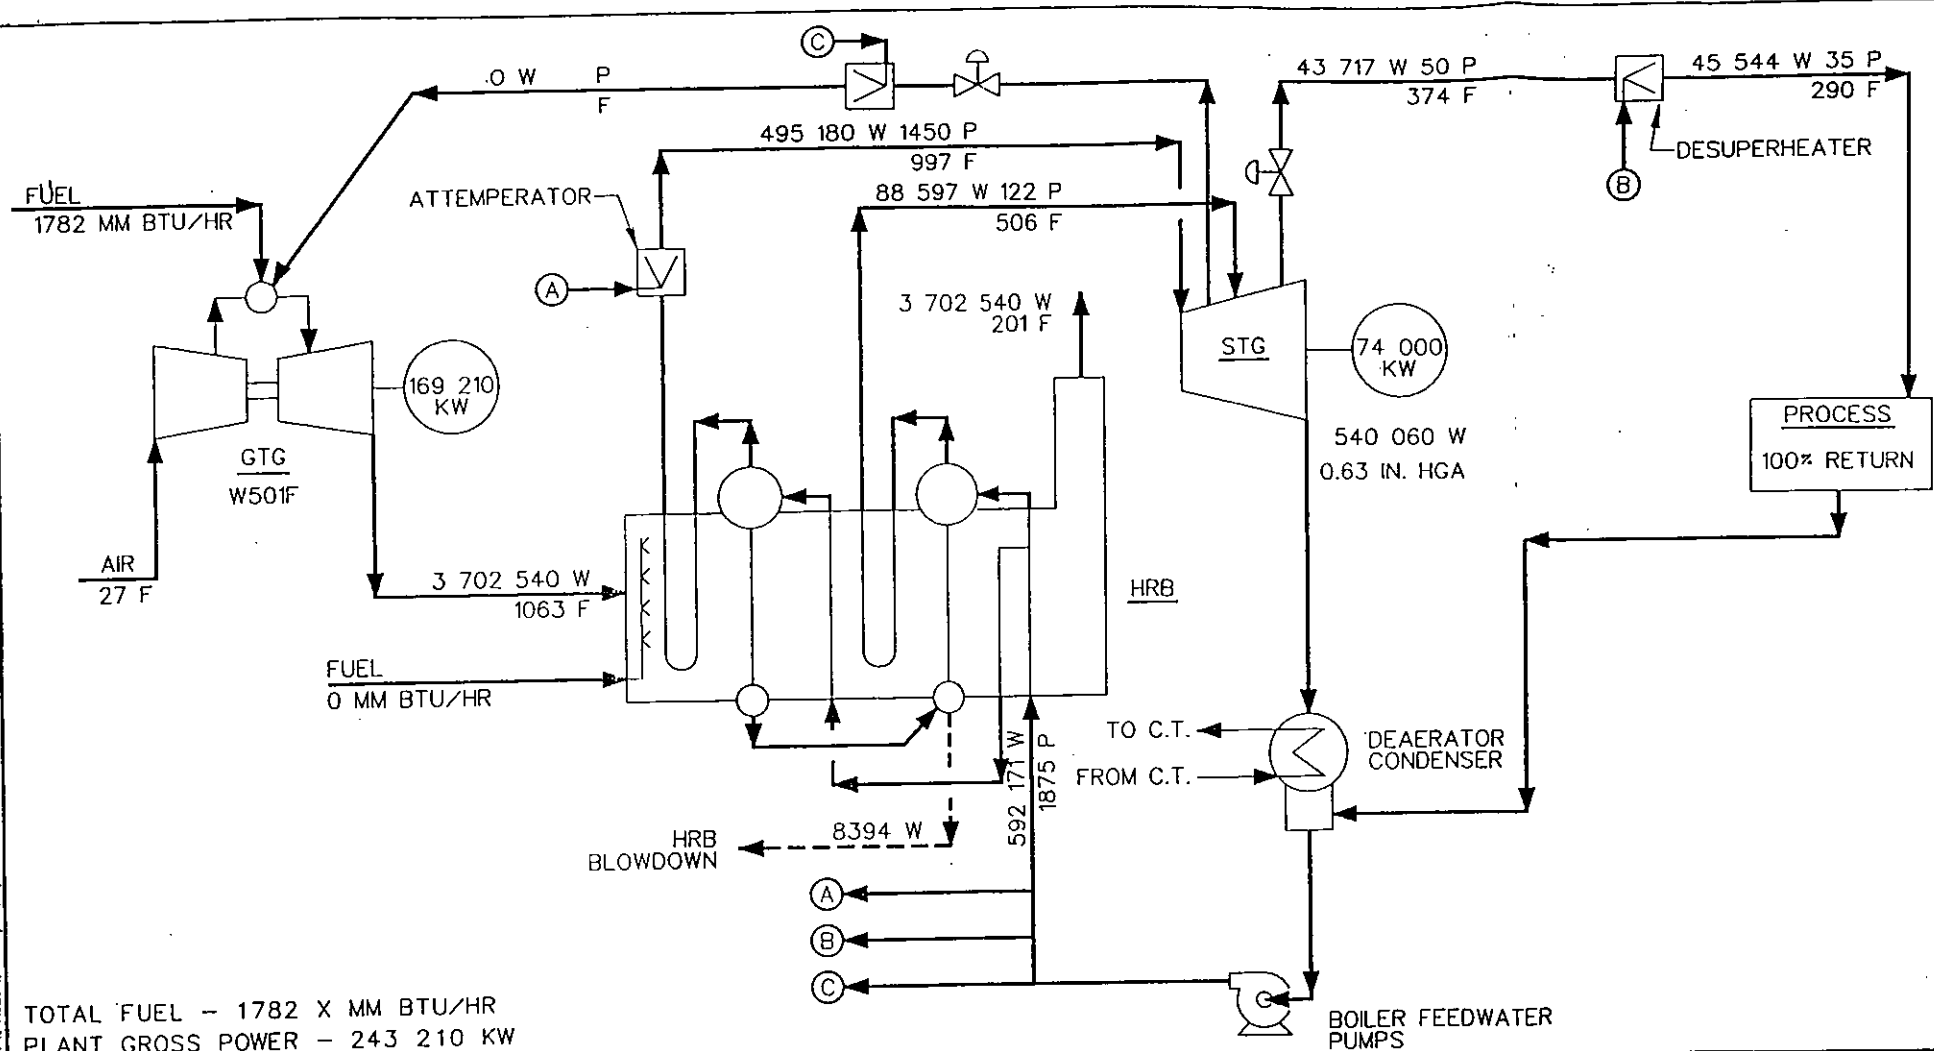 C
.0 W P
F
43 717 W 50 P
374 F
45 544 W 35 P
290 F
495 180 W 1450 P
997 F
DESUPERHEATER
B
FUEL
1782 MM BTU/HR
ATTEMPERATOR
88 597 W 122 P
506 F
A
3 702 540 W
201 F
STG
74 000
KW
169 210
KW
GTG
W501F
540 060 W
0.63 IN. HGA
PROCESS
100% RETURN
AIR
27 F
3 702 540 W
1063 F
HRB
FUEL
0 MM BTU/HR
TO C.T.
FROM C.T.
DEAERATOR
CONDENSER
592 171 W
1875 P
HRB
BLOWDOWN
8394 W
A
B
C
TOTAL FUEL - 1782 X MM BTU/HR
PLANT GROSS POWER - 243 210 KW
BOILER FEEDWATER
PUMPS